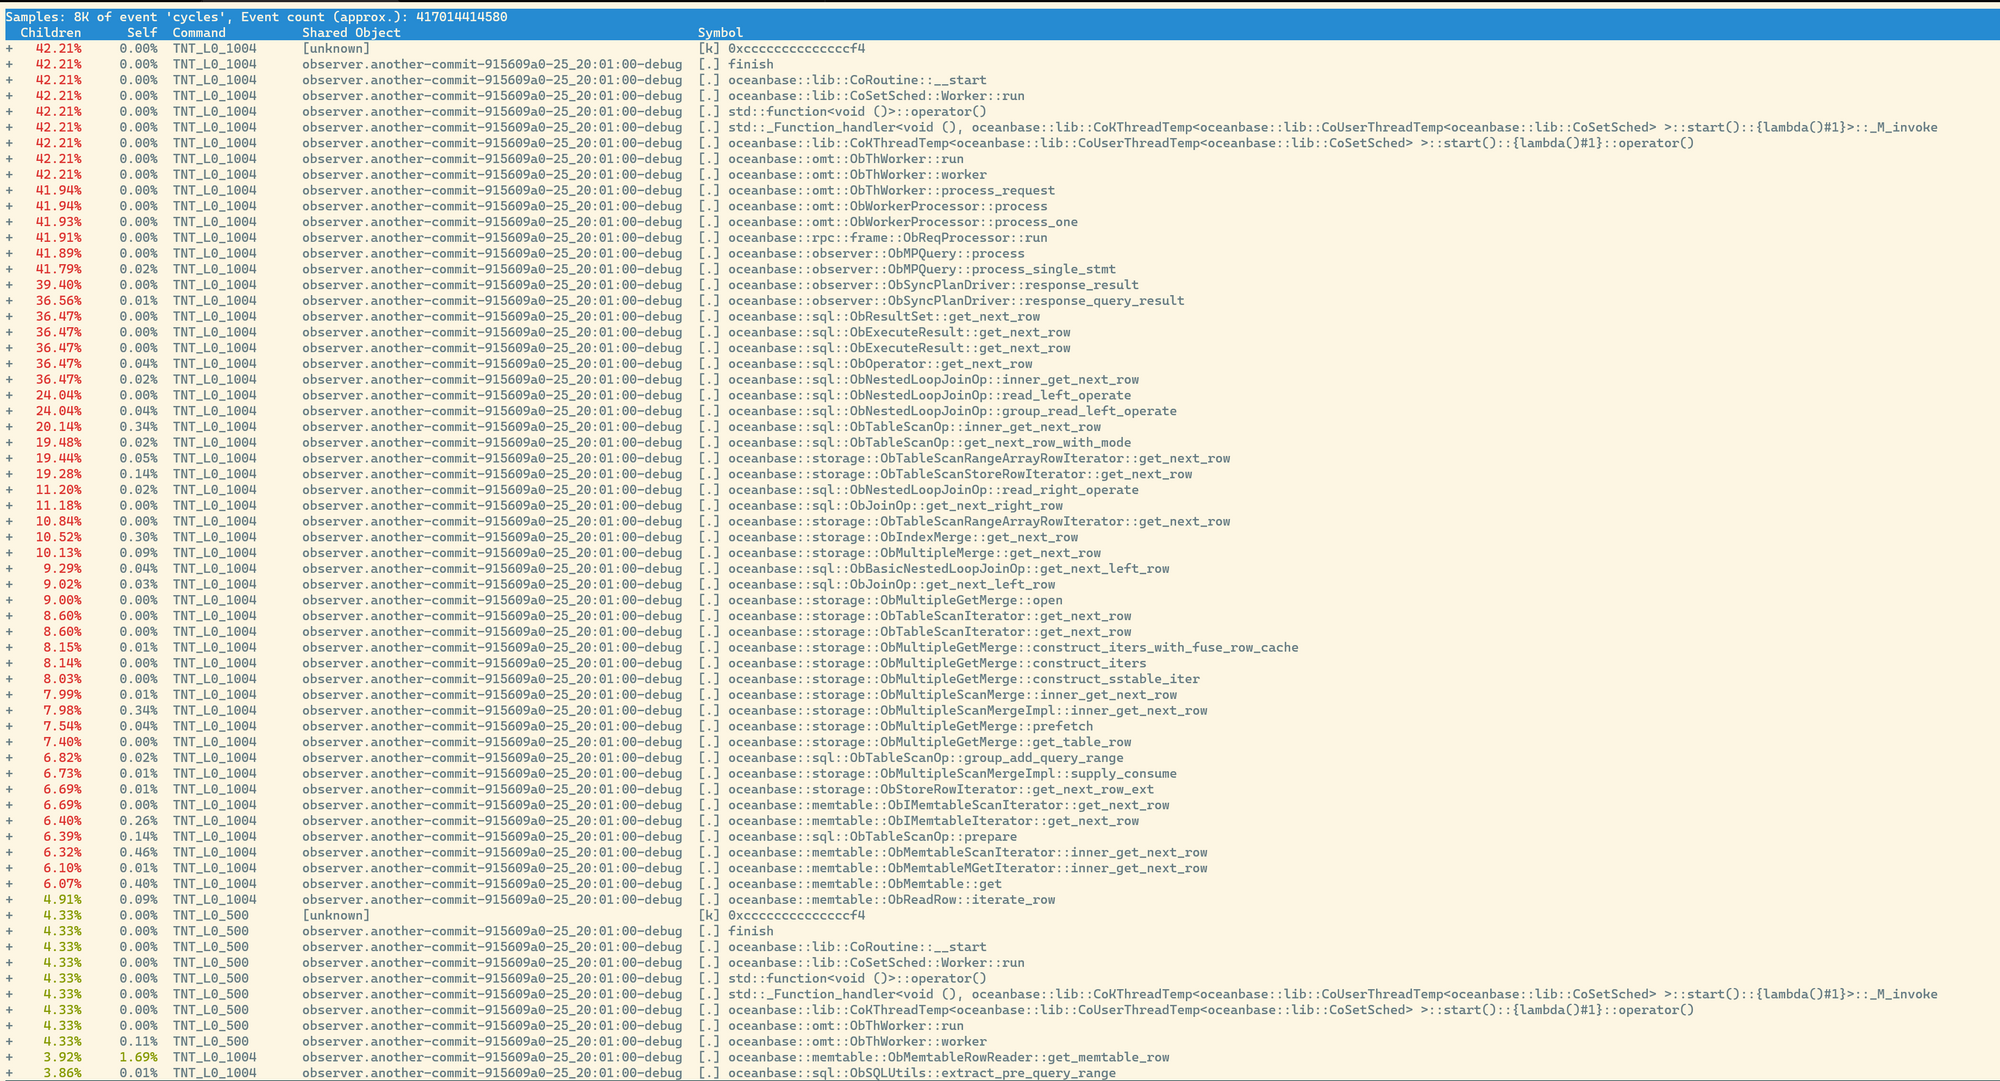 Samples: 8K of event 'cycles', Event count (approx.): 417014414580
Children Self Command Shared Object Symbol
+ 42.21% 0.00% TNT_L0_1004 [unknown] [k] 0xccccccccccccccf4
+ 42.21% 0.00% TNT_L0_1004 observer.another-commit-915609a0-25_20:01:00-debug [.] finish
+ 42.21% 0.00% TNT_L0_1004 observer.another-commit-915609a0-25_20:01:00-debug [.] oceanbase::lib::CoRoutine::__start
+ 42.21% 0.00% TNT_L0_1004 observer.another-commit-915609a0-25_20:01:00-debug [.] oceanbase::lib::CoSetSched::Worker::run
+ 42.21% 0.00% TNT_L0_1004 observer.another-commit-915609a0-25_20:01:00-debug [.] std::function<void ()>::operator()
+ 42.21% 0.00% TNT_L0_1004 observer.another-commit-915609a0-25_20:01:00-debug [.] std::_Function_handler<void (), oceanbase::lib::CoKThreadTemp<oceanbase::lib::CoUserThreadTemp<oceanbase::lib::CoSetSched> >::start()::{lambda()#1}>::_M_invoke
+ 42.21% 0.00% TNT_L0_1004 observer.another-commit-915609a0-25_20:01:00-debug [.] oceanbase::lib::CoKThreadTemp<oceanbase::lib::CoUserThreadTemp<oceanbase::lib::CoSetSched> >::start()::{lambda()#1}::operator()
+ 42.21% 0.00% TNT_L0_1004 observer.another-commit-915609a0-25_20:01:00-debug [.] oceanbase::omt::ObThWorker::run
+ 42.21% 0.00% TNT_L0_1004 observer.another-commit-915609a0-25_20:01:00-debug [.] oceanbase::omt::ObThWorker::worker
+ 41.94% 0.00% TNT_L0_1004 observer.another-commit-915609a0-25_20:01:00-debug [.] oceanbase::omt::ObThWorker::process_request
+ 41.94% 0.00% TNT_L0_1004 observer.another-commit-915609a0-25_20:01:00-debug [.] oceanbase::omt::ObWorkerProcessor::process
+ 41.93% 0.00% TNT_L0_1004 observer.another-commit-915609a0-25_20:01:00-debug [.] oceanbase::omt::ObWorkerProcessor::process_one
+ 41.91% 0.00% TNT_L0_1004 observer.another-commit-915609a0-25_20:01:00-debug [.] oceanbase::rpc::frame::ObReqProcessor::run
+ 41.89% 0.00% TNT_L0_1004 observer.another-commit-915609a0-25_20:01:00-debug [.] oceanbase::observer::ObMPQuery::process
+ 41.79% 0.02% TNT_L0_1004 observer.another-commit-915609a0-25_20:01:00-debug [.] oceanbase::observer::ObMPQuery::process_single_stmt
+ 39.40% 0.00% TNT_L0_1004 observer.another-commit-915609a0-25_20:01:00-debug [.] oceanbase::observer::ObSyncPlanDriver::response_result
+ 36.56% 0.01% TNT_L0_1004 observer.another-commit-915609a0-25_20:01:00-debug [.] oceanbase::observer::ObSyncPlanDriver::response_query_result
+ 36.47% 0.00% TNT_L0_1004 observer.another-commit-915609a0-25_20:01:00-debug [.] oceanbase::sql::ObResultSet::get_next_row
+ 36.47% 0.00% TNT_L0_1004 observer.another-commit-915609a0-25_20:01:00-debug [.] oceanbase::sql::ObExecuteResult::get_next_row
+ 36.47% 0.00% TNT_L0_1004 observer.another-commit-915609a0-25_20:01:00-debug [.] oceanbase::sql::ObExecuteResult::get_next_row
+ 36.47% 0.04% TNT_L0_1004 observer.another-commit-915609a0-25_20:01:00-debug [.] oceanbase::sql::ObOperator::get_next_row
+ 36.47% 0.02% TNT_L0_1004 observer.another-commit-915609a0-25_20:01:00-debug [.] oceanbase::sql::ObNestedLoopJoinOp::inner_get_next_row
+ 24.04% 0.00% TNT_L0_1004 observer.another-commit-915609a0-25_20:01:00-debug [.] oceanbase::sql::ObNestedLoopJoinOp::read_left_operate
+ 24.04% 0.04% TNT_L0_1004 observer.another-commit-915609a0-25_20:01:00-debug [.] oceanbase::sql::ObNestedLoopJoinOp::group_read_left_operate
+ 20.14% 0.34% TNT_L0_1004 observer.another-commit-915609a0-25_20:01:00-debug [.] oceanbase::sql::ObTableScanOp::inner_get_next_row
+ 19.48% 0.02% TNT_L0_1004 observer.another-commit-915609a0-25_20:01:00-debug [.] oceanbase::sql::ObTableScanOp::get_next_row_with_mode
+ 19.44% 0.05% TNT_L0_1004 observer.another-commit-915609a0-25_20:01:00-debug [.] oceanbase::storage::ObTableScanRangeArrayRowIterator::get_next_row
+ 19.28% 0.14% TNT_L0_1004 observer.another-commit-915609a0-25_20:01:00-debug [.] oceanbase::storage::ObTableScanStoreRowIterator::get_next_row
+ 11.20% 0.02% TNT_L0_1004 observer.another-commit-915609a0-25_20:01:00-debug [.] oceanbase::sql::ObNestedLoopJoinOp::read_right_operate
+ 11.18% 0.00% TNT_L0_1004 observer.another-commit-915609a0-25_20:01:00-debug [.] oceanbase::sql::ObJoinOp::get_next_right_row
+ 10.84% 0.00% TNT_L0_1004 observer.another-commit-915609a0-25_20:01:00-debug [.] oceanbase::storage::ObTableScanRangeArrayRowIterator::get_next_row
+ 10.52% 0.30% TNT_L0_1004 observer.another-commit-915609a0-25_20:01:00-debug [.] oceanbase::storage::ObIndexMerge::get_next_row
+ 10.13% 0.09% TNT_L0_1004 observer.another-commit-915609a0-25_20:01:00-debug [.] oceanbase::storage::ObMultipleMerge::get_next_row
+ 9.29% 0.04% TNT_L0_1004 observer.another-commit-915609a0-25_20:01:00-debug [.] oceanbase::sql::ObBasicNestedLoopJoinOp::get_next_left_row
+ 9.02% 0.03% TNT_L0_1004 observer.another-commit-915609a0-25_20:01:00-debug [.] oceanbase::sql::ObJoinOp::get_next_left_row
+ 9.00% 0.00% TNT_L0_1004 observer.another-commit-915609a0-25_20:01:00-debug [.] oceanbase::storage::ObMultipleGetMerge::open
+ 8.60% 0.00% TNT_L0_1004 observer.another-commit-915609a0-25_20:01:00-debug [.] oceanbase::storage::ObTableScanIterator::get_next_row
+ 8.60% 0.00% TNT_L0_1004 observer.another-commit-915609a0-25_20:01:00-debug [.] oceanbase::storage::ObTableScanIterator::get_next_row
+ 8.15% 0.01% TNT_L0_1004 observer.another-commit-915609a0-25_20:01:00-debug [.] oceanbase::storage::ObMultipleGetMerge::construct_iters_with_fuse_row_cache
+ 8.14% 0.00% TNT_L0_1004 observer.another-commit-915609a0-25_20:01:00-debug [.] oceanbase::storage::ObMultipleGetMerge::construct_iters
+ 8.03% 0.00% TNT_L0_1004 observer.another-commit-915609a0-25_20:01:00-debug [.] oceanbase::storage::ObMultipleGetMerge::construct_sstable_iter
+ 7.99% 0.01% TNT_L0_1004 observer.another-commit-915609a0-25_20:01:00-debug [.] oceanbase::storage::ObMultipleScanMerge::inner_get_next_row
+ 7.98% 0.34% TNT_L0_1004 observer.another-commit-915609a0-25_20:01:00-debug [.] oceanbase::storage::ObMultipleScanMergeImpl::inner_get_next_row
+ 7.54% 0.04% TNT_L0_1004 observer.another-commit-915609a0-25_20:01:00-debug [.] oceanbase::storage::ObMultipleGetMerge::prefetch
+ 7.40% 0.00% TNT_L0_1004 observer.another-commit-915609a0-25_20:01:00-debug [.] oceanbase::storage::ObMultipleGetMerge::get_table_row
+ 6.82% 0.02% TNT_L0_1004 observer.another-commit-915609a0-25_20:01:00-debug [.] oceanbase::sql::ObTableScanOp::group_add_query_range
+ 6.73% 0.01% TNT_L0_1004 observer.another-commit-915609a0-25_20:01:00-debug [.] oceanbase::storage::ObMultipleScanMergeImpl::supply_consume
+ 6.69% 0.01% TNT_L0_1004 observer.another-commit-915609a0-25_20:01:00-debug [.] oceanbase::storage::ObStoreRowIterator::get_next_row_ext
+ 6.69% 0.00% TNT_L0_1004 observer.another-commit-915609a0-25_20:01:00-debug [.] oceanbase::memtable::ObIMemtableScanIterator::get_next_row
+ 6.40% 0.26% TNT_L0_1004 observer.another-commit-915609a0-25_20:01:00-debug [.] oceanbase::memtable::ObIMemtableIterator::get_next_row
+ 6.39% 0.14% TNT_L0_1004 observer.another-commit-915609a0-25_20:01:00-debug [.] oceanbase::sql::ObTableScanOp::prepare
+ 6.32% 0.46% TNT_L0_1004 observer.another-commit-915609a0-25_20:01:00-debug [.] oceanbase::memtable::ObMemtableScanIterator::inner_get_next_row
+ 6.10% 0.01% TNT_L0_1004 observer.another-commit-915609a0-25_20:01:00-debug [.] oceanbase::memtable::ObMemtableMGetIterator::inner_get_next_row
+ 6.07% 0.40% TNT_L0_1004 observer.another-commit-915609a0-25_20:01:00-debug [.] oceanbase::memtable::ObMemtable::get
+ 4.91% 0.09% TNT_L0_1004 observer.another-commit-915609a0-25_20:01:00-debug [.] oceanbase::memtable::ObReadRow::iterate_row
+ 4.33% 0.00% TNT_L0_500 [unknown] [k] 0xccccccccccccccf4
+ 4.33% 0.00% TNT_L0_500 observer.another-commit-915609a0-25_20:01:00-debug [.] finish
+ 4.33% 0.00% TNT_L0_500 observer.another-commit-915609a0-25_20:01:00-debug [.] oceanbase::lib::CoRoutine::__start
+ 4.33% 0.00% TNT_L0_500 observer.another-commit-915609a0-25_20:01:00-debug [.] oceanbase::lib::CoSetSched::Worker::run
+ 4.33% 0.00% TNT_L0_500 observer.another-commit-915609a0-25_20:01:00-debug [.] std::function<void ()>::operator()
+ 4.33% 0.00% TNT_L0_500 observer.another-commit-915609a0-25_20:01:00-debug [.] std::_Function_handler<void (), oceanbase::lib::CoKThreadTemp<oceanbase::lib::CoUserThreadTemp<oceanbase::lib::CoSetSched> >::start()::{lambda()#1}>::_M_invoke
+ 4.33% 0.00% TNT_L0_500 observer.another-commit-915609a0-25_20:01:00-debug [.] oceanbase::lib::CoKThreadTemp<oceanbase::lib::CoUserThreadTemp<oceanbase::lib::CoSetSched> >::start()::{lambda()#1}::operator()
+ 4.33% 0.00% TNT_L0_500 observer.another-commit-915609a0-25_20:01:00-debug [.] oceanbase::omt::ObThWorker::run
+ 4.33% 0.11% TNT_L0_500 observer.another-commit-915609a0-25_20:01:00-debug [.] oceanbase::omt::ObThWorker::worker
+ 3.92% 1.69% TNT_L0_1004 observer.another-commit-915609a0-25_20:01:00-debug [.] oceanbase::memtable::ObMemtableRowReader::get_memtable_row
+ 3.86% 0.01% TNT_L0_1004 observer.another-commit-915609a0-25_20:01:00-debug [.] oceanbase::sql::ObSQLUtils::extract_pre_query_range